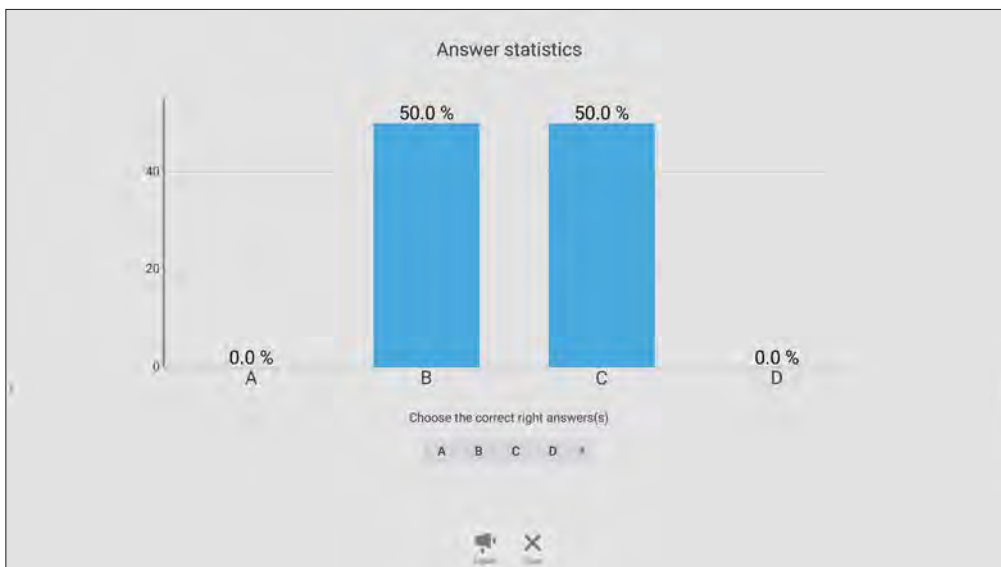 Answer statistics
50.0 % 50.0 %
40
20
0
0.0 % 0.0 %
A B C D
Choose the correct right answers(s)
A B C D